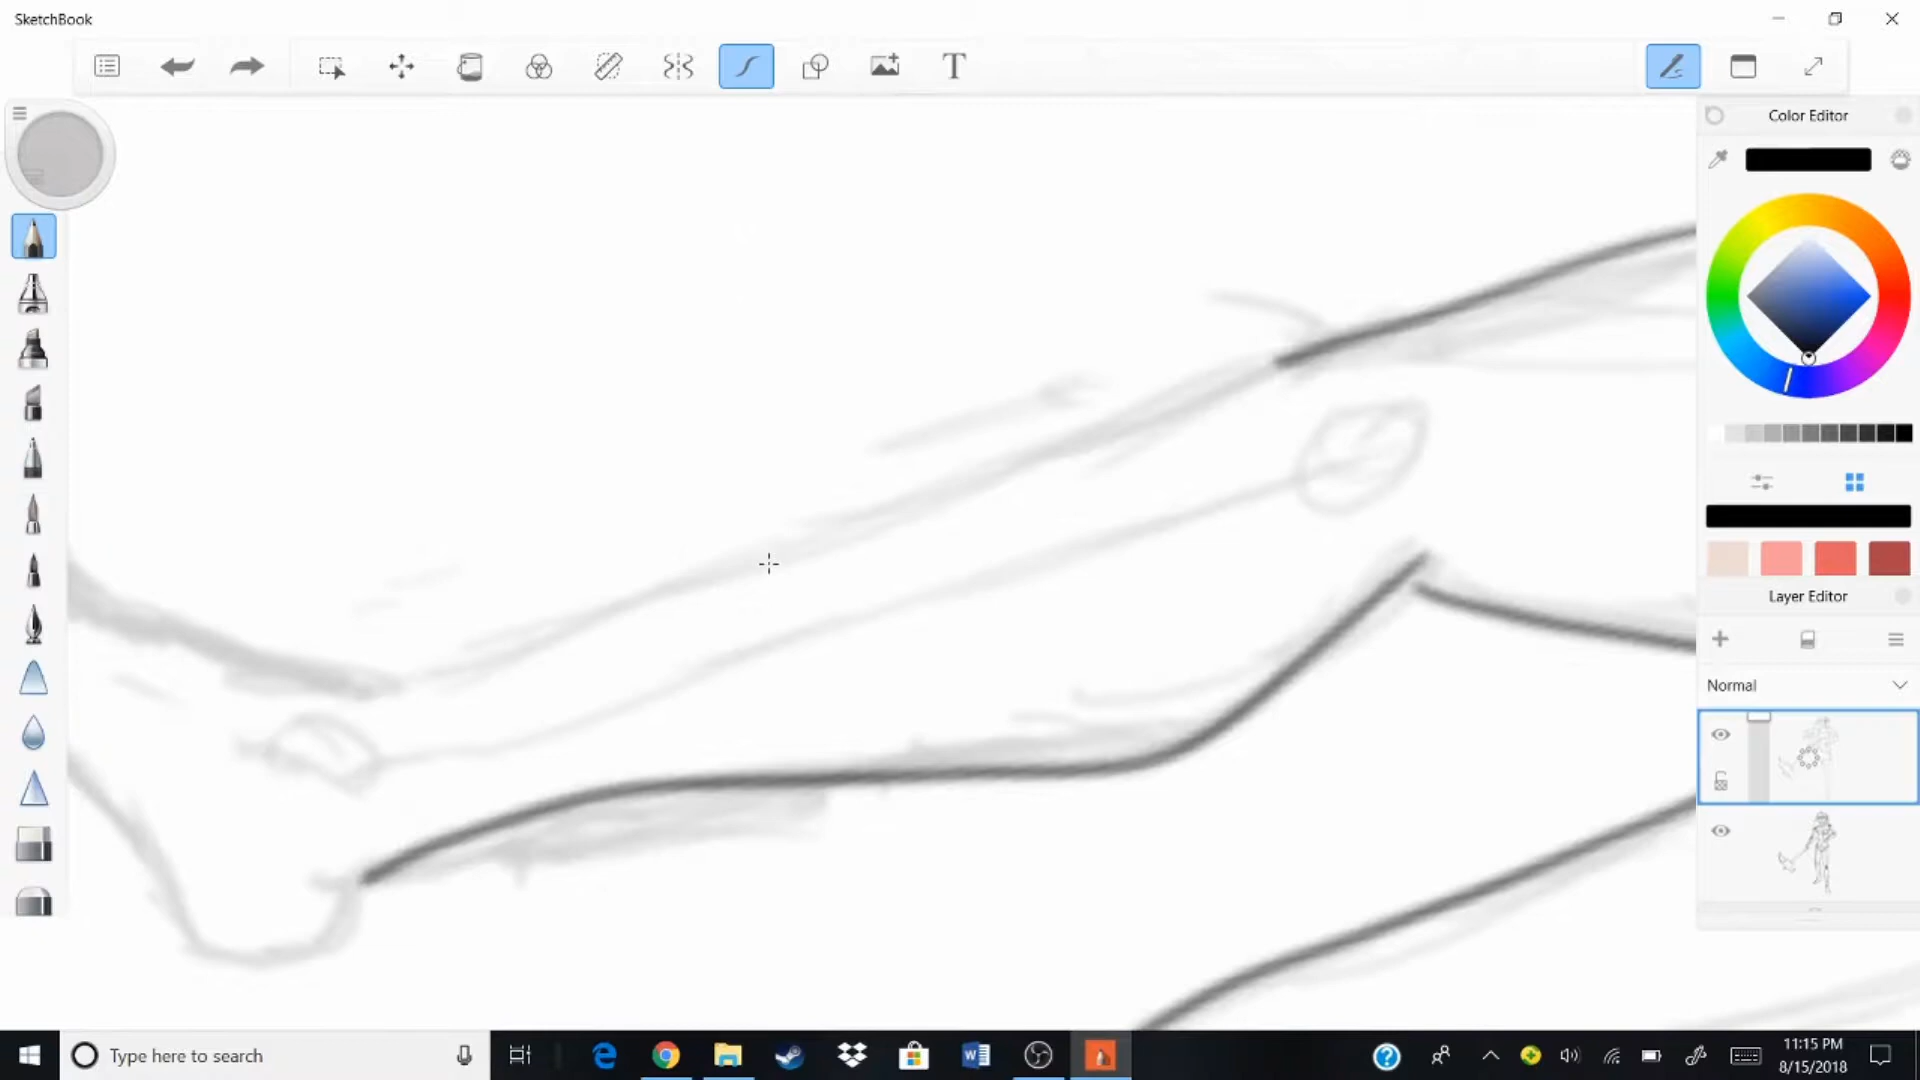 SketchBook
T
Color Editor
Layer Editor
Normal
Type here to search
11:15 PM
8/15/2018